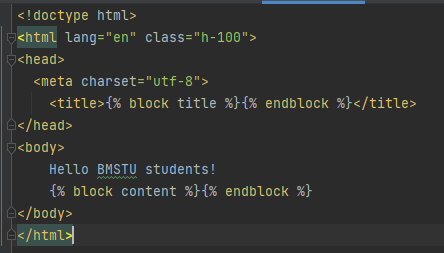 <!doctype html>
<html lang="en" class="h-100">
<head>
  <meta charset="utf-8">
    <title>{% block title %}{% endblock %}</title>
</head>
<body>
    Hello BMSTU students!
    {% block content %}{% endblock %}
</body>
</html>